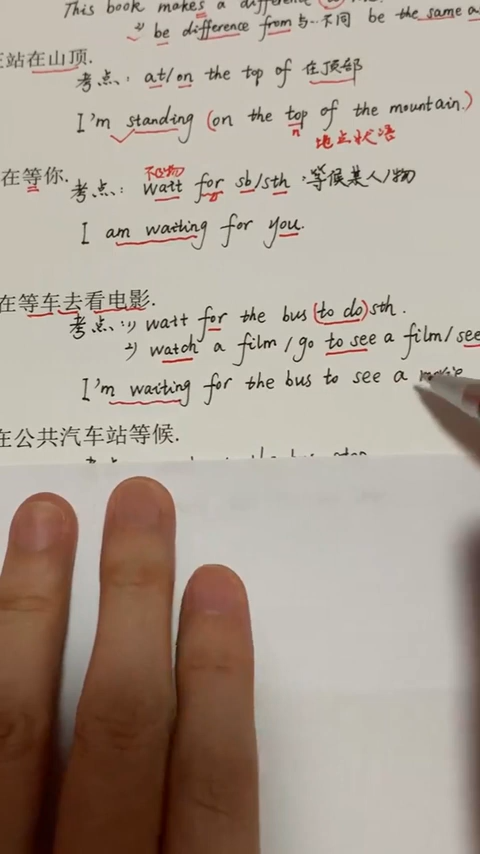 This book makes a difference
2) be difference from 与…不同 be the same a
站在山顶.
考点: at/on the top of 在顶部
I'm standing (on the top of the mountain.)
n 地点状语
在等你. 不及物
考点: watt for sb/sth :等候某人/物
I am waiting for you.
在等车去看电影.
考点:1) watt for the bus (to do) sth.
2) watch a film/go to see a film/see
I'm waiting for the bus to see a
在公共汽车站等候.